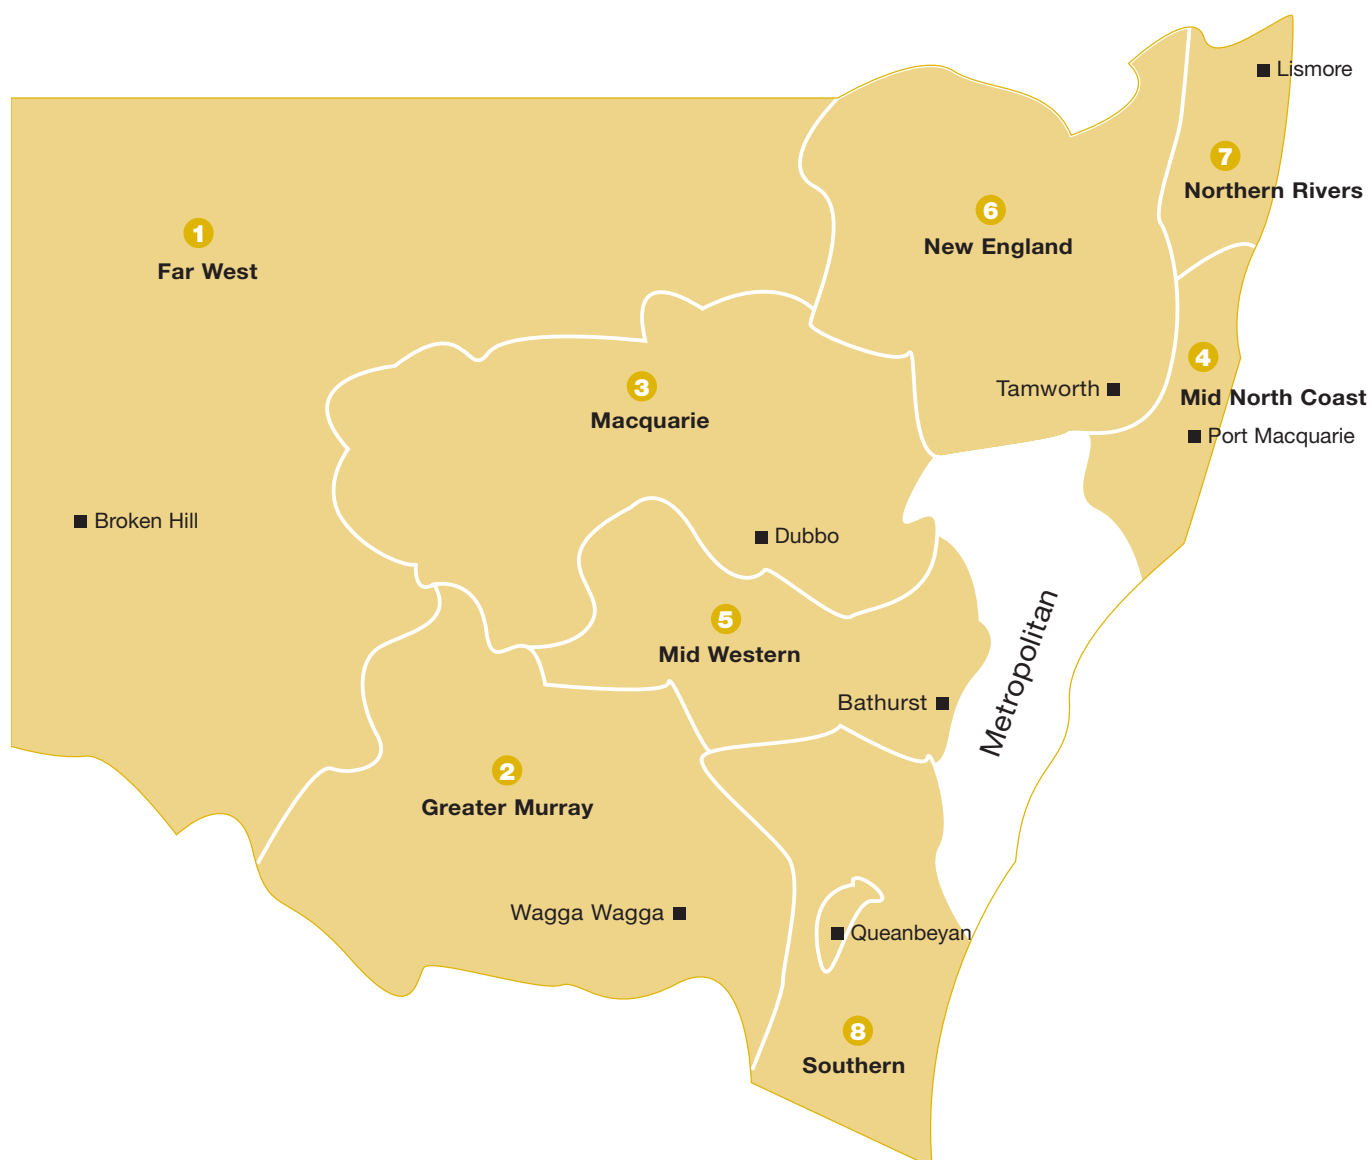 Lismore
7
Northern Rivers
6
New England
1
Far West
4
Mid North Coast
Port Macquarie
3
Macquarie
Tamworth
Broken Hill
Dubbo
5
Mid Western
Bathurst
Metropolitan
2
Greater Murray
Wagga Wagga
Queanbeyan
8
Southern